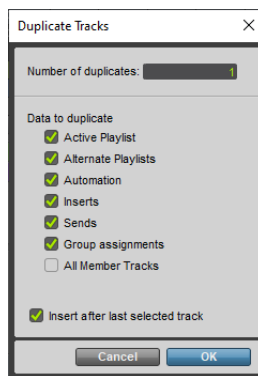 Duplicate Tracks
Number of duplicates: 1
Data to duplicate
Active Playlist
Alternate Playlists
Automation
Inserts
Sends
Group assignments
All Member Tracks
Insert after last selected track
Cancel OK